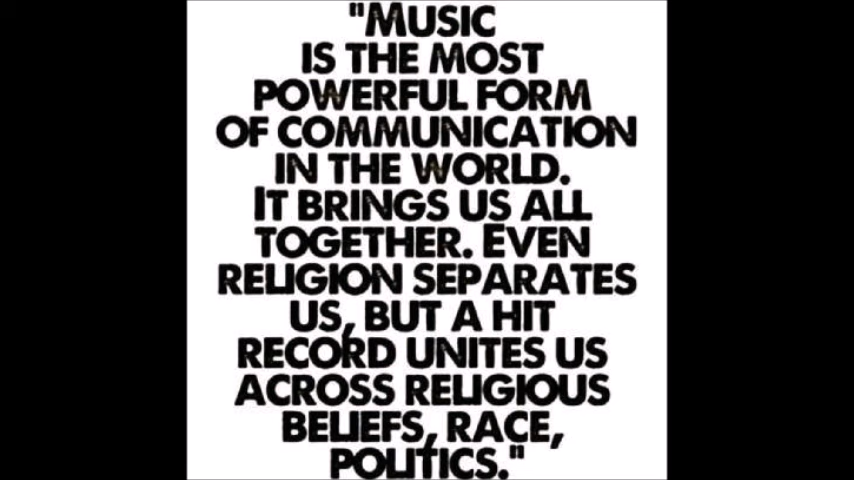 "MUSIC
IS THE MOST
POWERFUL FORM
OF COMMUNICATION
IN THE WORLD.
IT BRINGS US ALL
TOGETHER. EVEN
RELIGION SEPARATES
US, BUT A HIT
RECORD UNITES US
ACROSS RELIGIOUS
BELIEFS, RACE,
POLITICS."